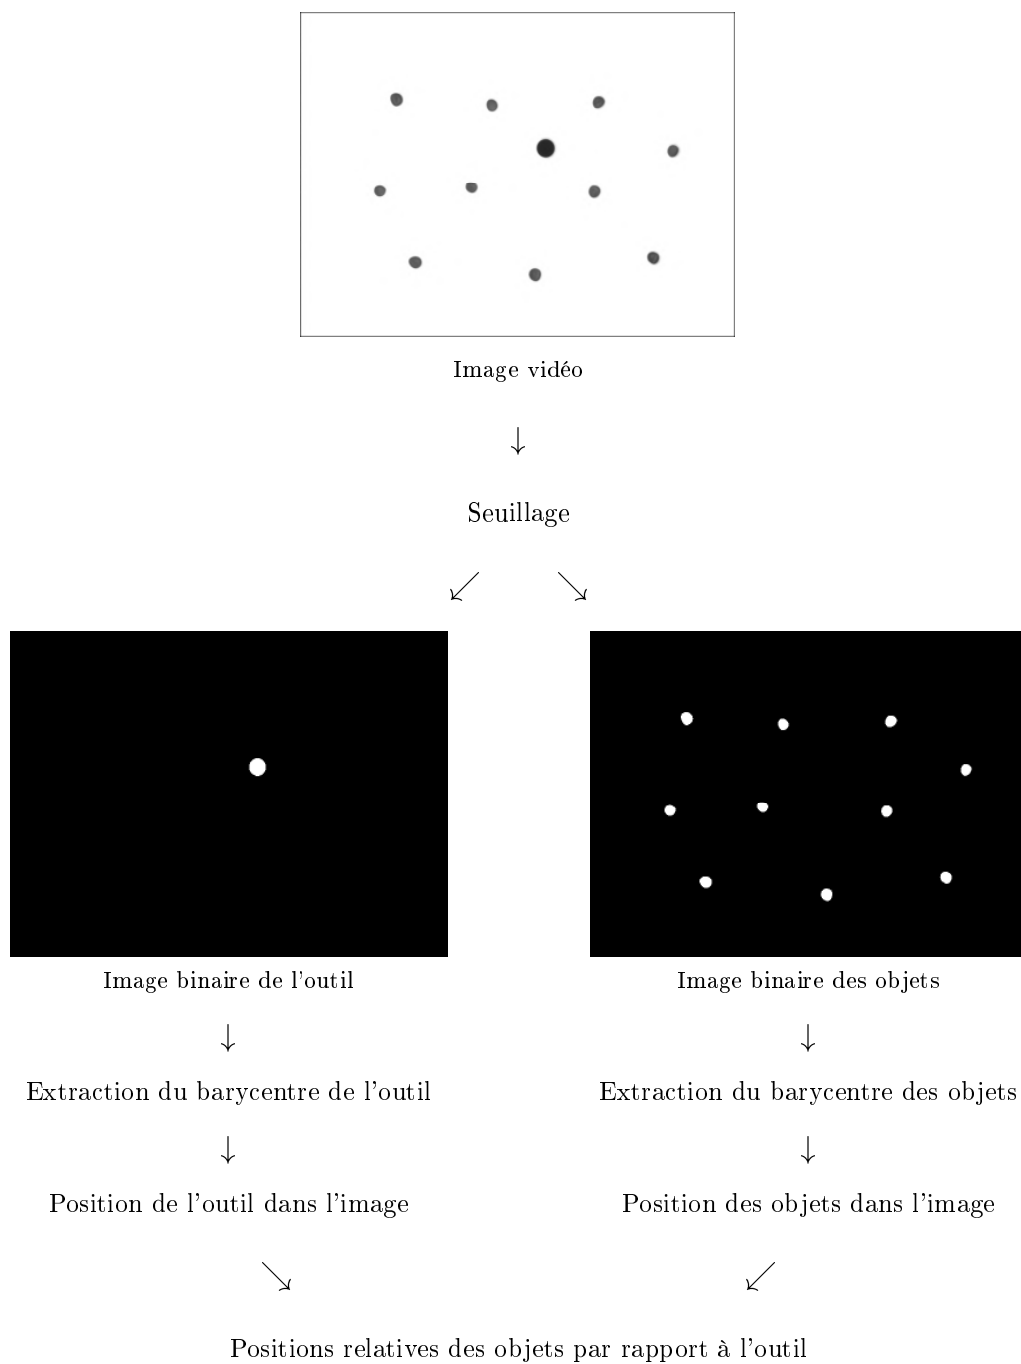 Image vidéo
Seuillage
Image binaire de l'outil
Image binaire des objets
Extraction du barycentre de l'outil
Extraction du barycentre des objets
Position de l'outil dans l'image
Position des objets dans l'image
Positions relatives des objets par rapport à l'outil